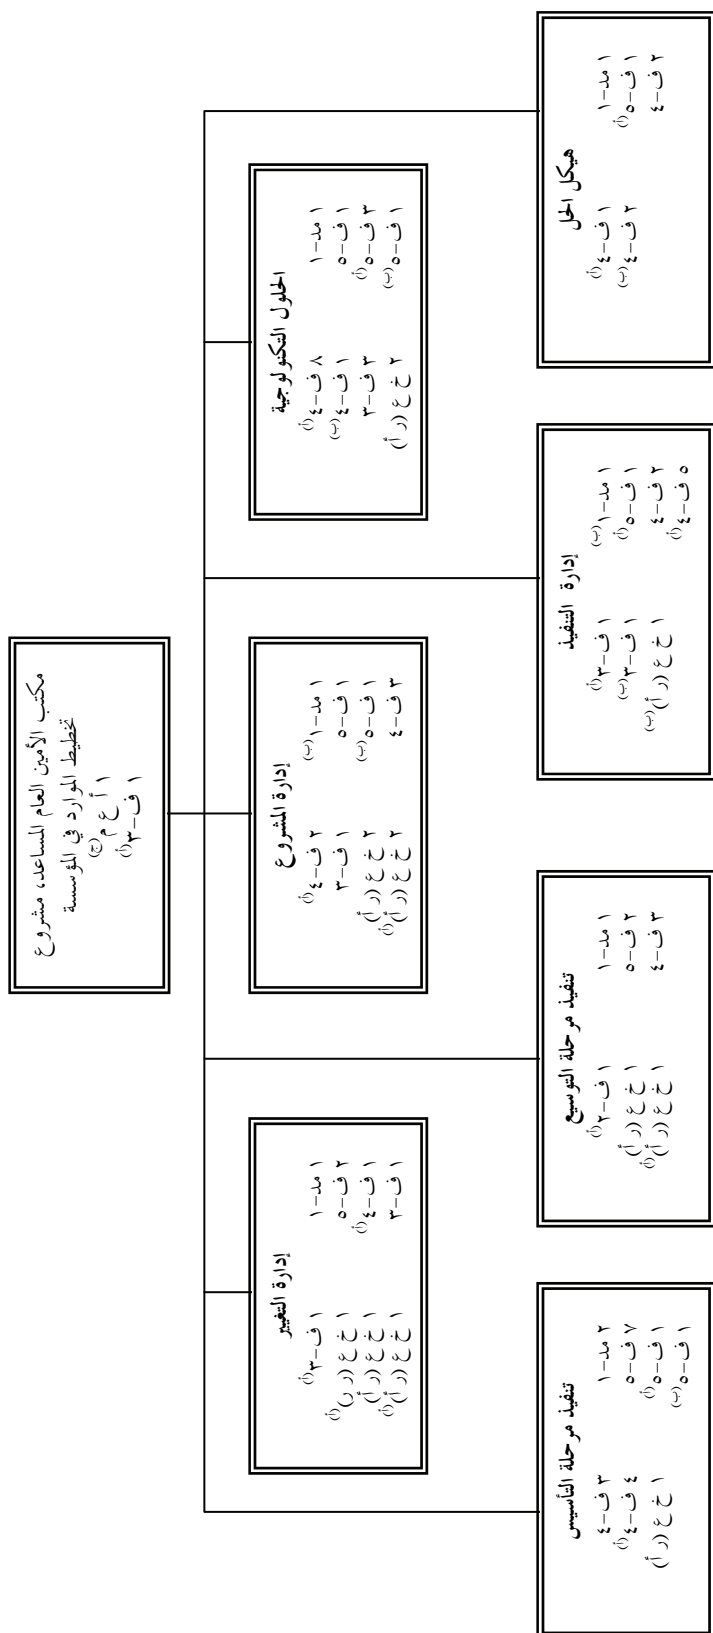 مكتب الأمين العام المساعد، مشروع
تخطيط الموارد في المؤسسة
١ أ ع م(ج)
١ ف-٣(أ)
الحلول التكنولوجية
١ مد-١
١ ف-٥
٣ ف-٥(أ)
١ ف-٥(ب)
٨ ف-٤(أ)
١ ف-٤(ب)
٣ ف-٣
٢ خ ع (ر أ)
إدارة المشروع
١ مد-١(ب)
١ ف-٥
١ ف-٥(ب)
٣ ف-٤
٢ ف-٤(أ)
١ ف-٣
٢ خ ع (ر أ)
٢ خ ع (ر أ)(أ)
إدارة التغيير
١ مد-١
٢ ف-٥
١ ف-٤(أ)
١ ف-٣
١ ف-٣(أ)
١ خ ع (ر ر)(أ)
١ خ ع (ر أ)
١ خ ع (ر أ)(أ)
هيكل الحل
١ مد-١
١ ف-٥(أ)
٢ ف-٤
١ ف-٤(أ)
٢ ف-٤(ب)
إدارة التنفيذ
١ مد-١(ب)
١ ف-٥(أ)
٢ ف-٤
٥ ف-٤(أ)
١ ف-٣(أ)
١ ف-٣(ب)
١ خ ع (ر أ)(ب)
تنفيذ مرحلة التوسيع
١ مد-١
٢ ف-٥
٣ ف-٤
١ ف-٢(أ)
١ خ ع (ر أ)
١ خ ع (ر أ)(أ)
تنفيذ مرحلة التأسيس
٢ مد-١
٧ ف-٥
١ ف-٥(أ)
١ ف-٥(ب)
٣ ف-٤
٤ ف-٤(أ)
١ خ ع (ر أ)